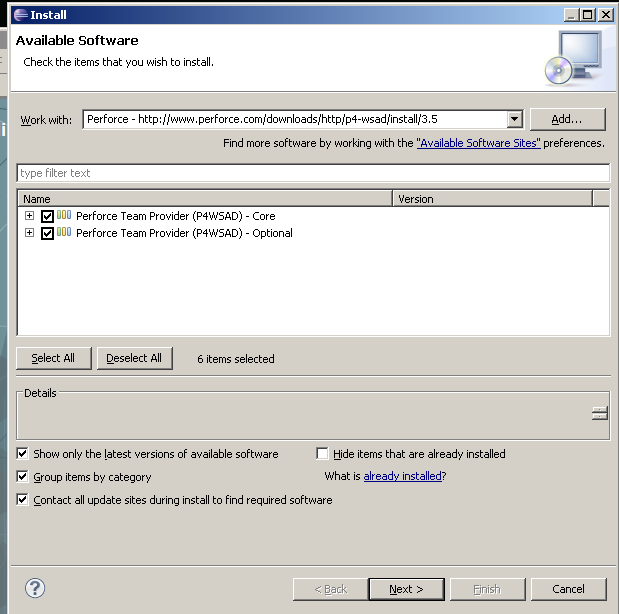 Install
Available Software
Check the items that you wish to install.
Work with: Perforce - http://www.perforce.com/downloads/http/p4-wsad/install/3.5 Add...
Find more software by working with the "Available Software Sites" preferences.
type filter text
Name Version
Perforce Team Provider (P4WSAD) - Core
Perforce Team Provider (P4WSAD) - Optional
Select All Deselect All 6 items selected
Details
Show only the latest versions of available software Hide items that are already installed
Group items by category What is already installed?
Contact all update sites during install to find required software
? < Back Next > Finish Cancel